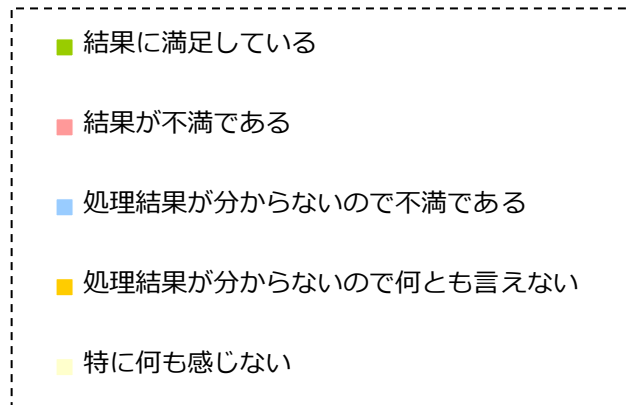 結果に満足している
結果が不満である
処理結果が分からないので不満である
処理結果が分からないので何とも言えない
特に何も感じない